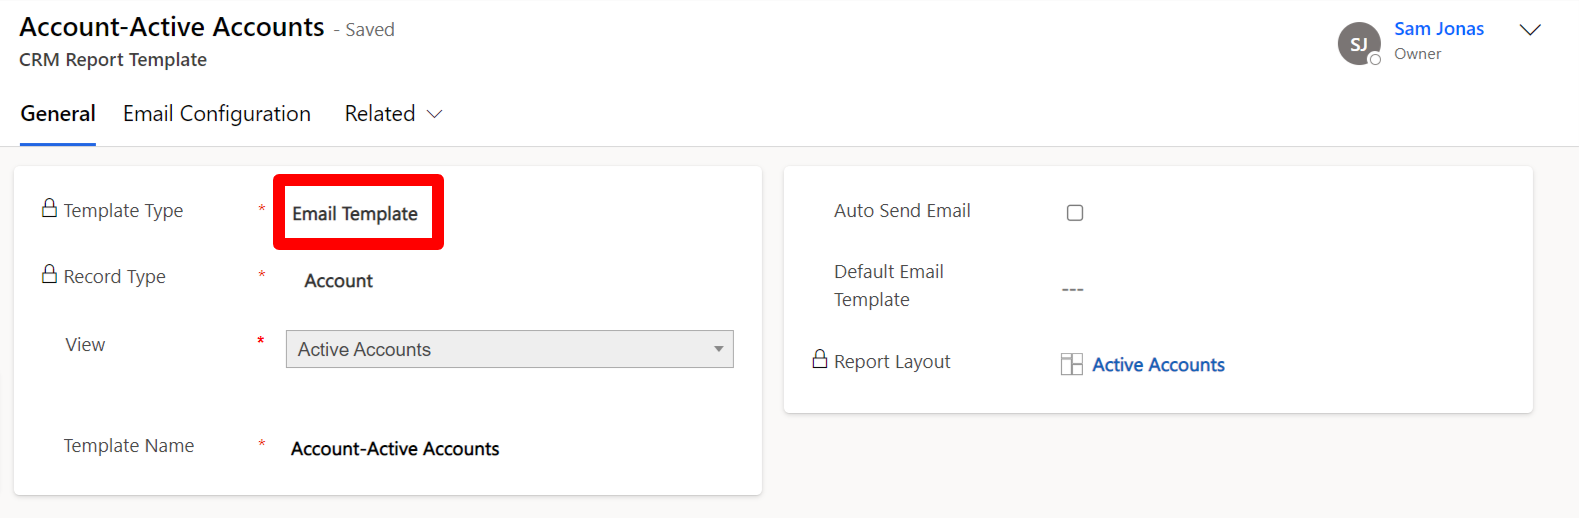 Account-Active Accounts - Saved
CRM Report Template
SJ
Sam Jonas
Owner
General Email Configuration Related
Template Type * Email Template
Record Type * Account
View * Active Accounts
Template Name * Account-Active Accounts
Auto Send Email
Default Email
Template
---
Report Layout Active Accounts